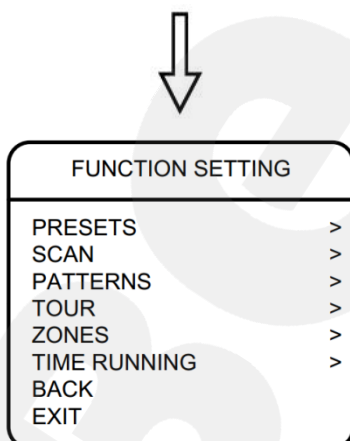 FUNCTION SETTING
PRESETS >
SCAN >
PATTERNS >
TOUR >
ZONES >
TIME RUNNING >
BACK
EXIT